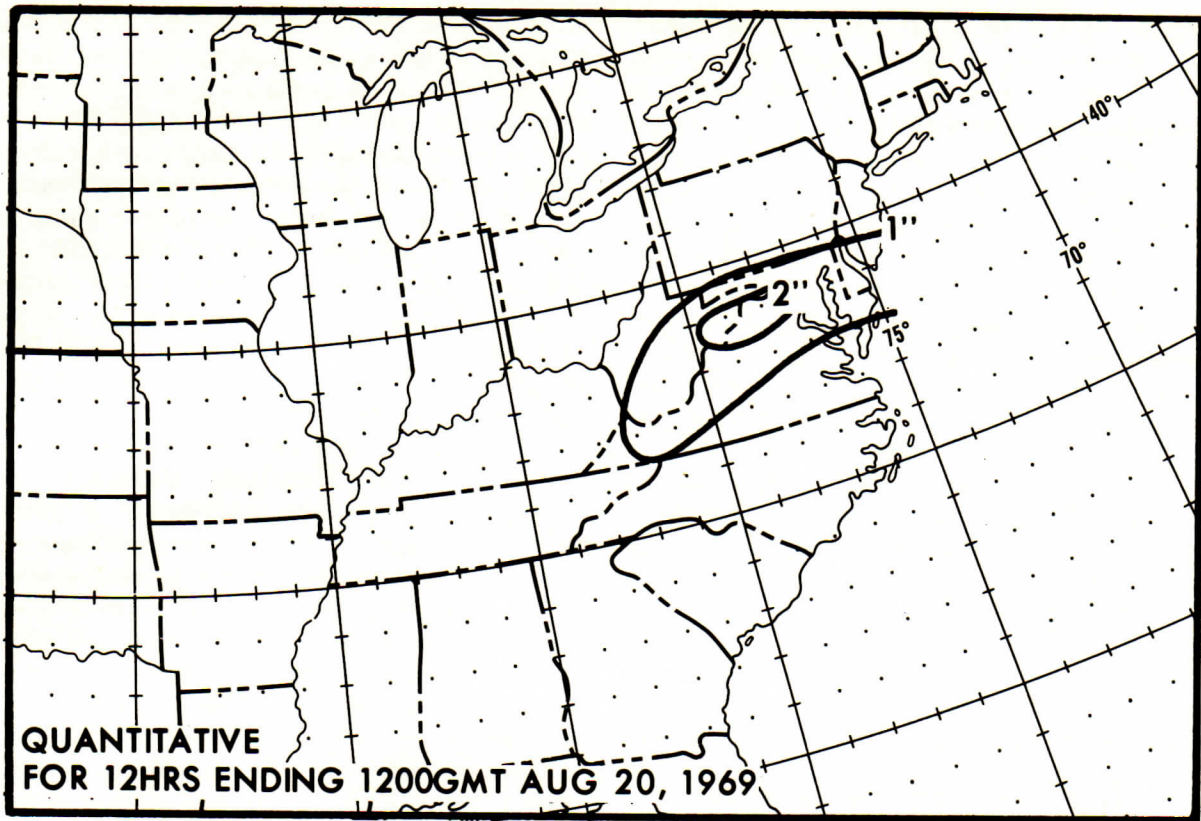 40°
1"
70°
2"
75°
QUANTITATIVE
FOR 12HRS ENDING 1200GMT AUG 20, 1969